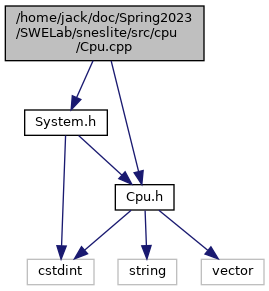 /home/jack/doc/Spring2023
/SWELab/sneslite/src/cpu
/Cpu.cpp
System.h
Cpu.h
cstdint
string
vector